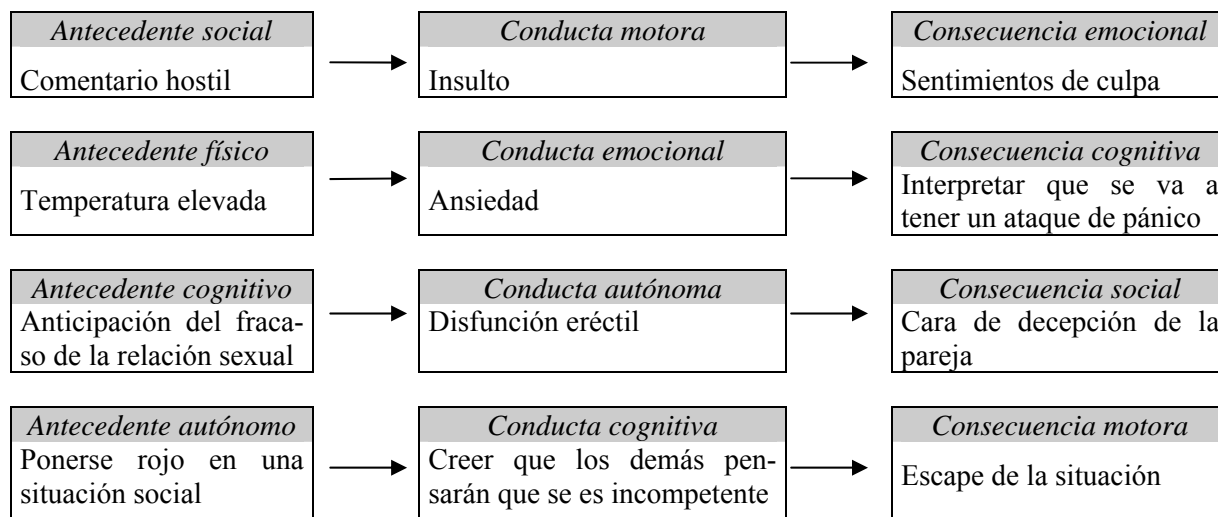 Antecedente social
Conducta motora
Consecuencia emocional
Comentario hostil
Insulto
Sentimientos de culpa
Antecedente físico
Conducta emocional
Consecuencia cognitiva
Temperatura elevada
Ansiedad
Interpretar que se va a
tener un ataque de pánico
Antecedente cognitivo
Conducta autónoma
Consecuencia social
Anticipación del fraca-
so de la relación sexual
Disfunción eréctil
Cara de decepción de la
pareja
Antecedente autónomo
Conducta cognitiva
Consecuencia motora
Ponerse rojo en una
situación social
Creer que los demás pen-
sarán que se es incompetente
Escape de la situación